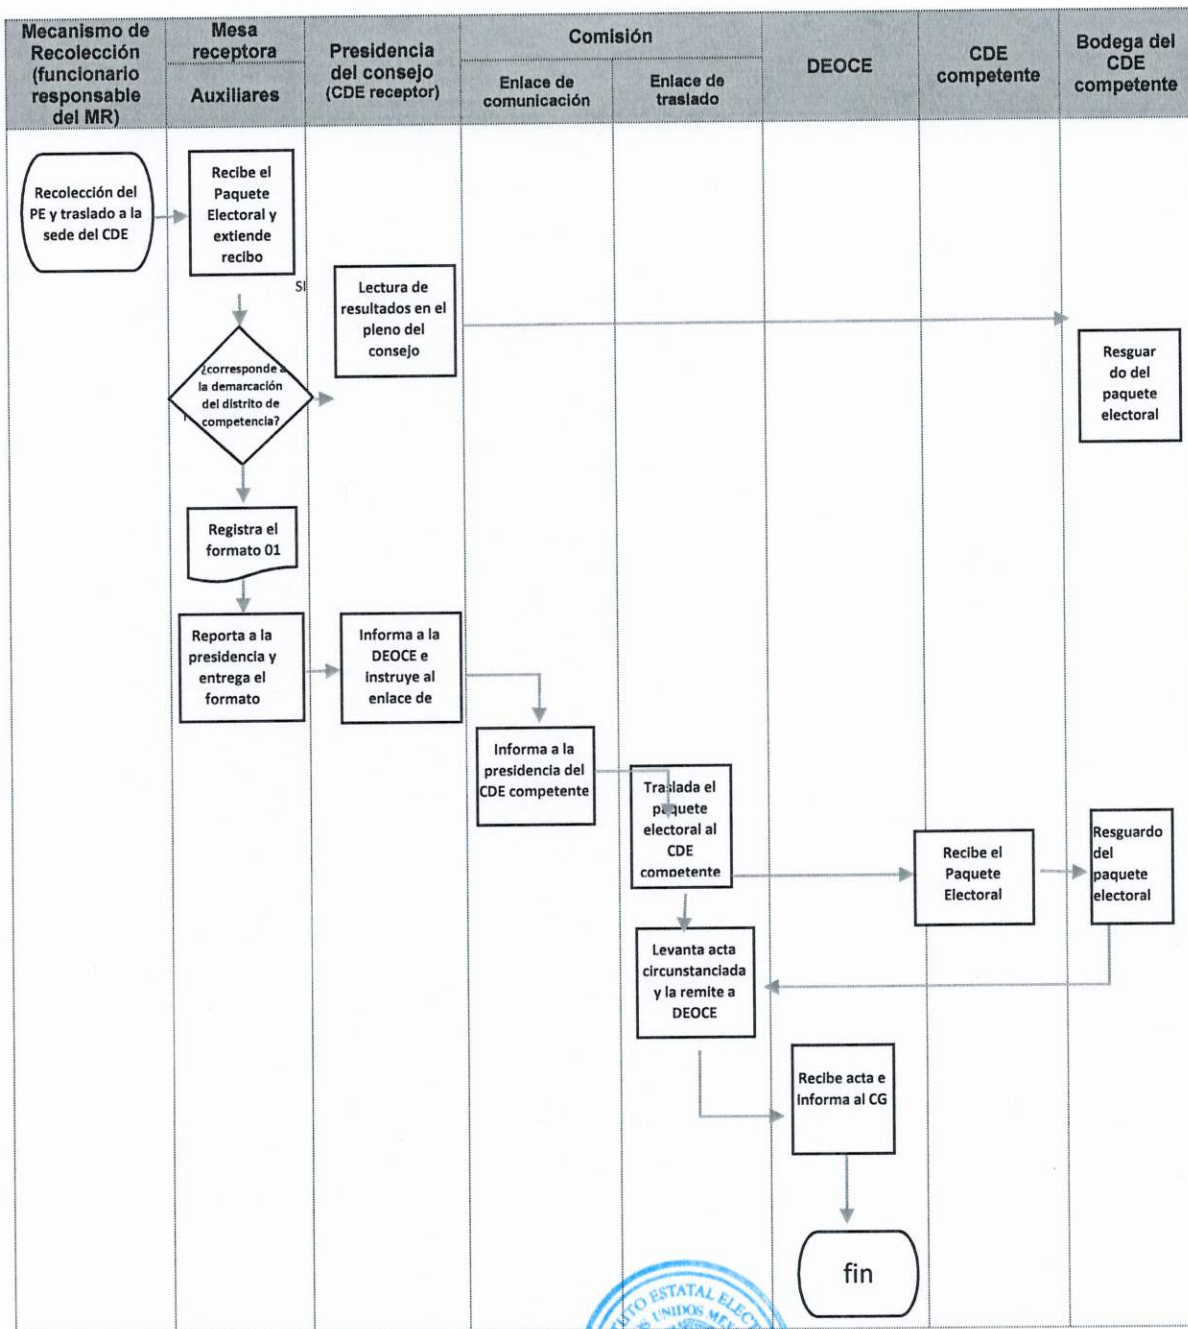 Mecanismo de
Recolección
(funcionario
responsable
del MR)
Mesa
receptora
Auxiliares
Presidencia
del consejo
(CDE receptor)
Comisión
Enlace de
comunicación
Enlace de
traslado
DEOCE
CDE
competente
Bodega del
CDE
competente
Recolección del
PE y traslado a la
sede del CDE
Recibe el
Paquete
Electoral y
extiende
recibo
SI
Lectura de
resultados en el
pleno del
consejo
Resguar
do del
paquete
electoral
¿corresponde a
la demarcación
del distrito de
competencia?
Registra el
formato 01
Reporta a la
presidencia y
entrega el
formato
Informa a la
DEOCE e
instruye al
enlace de
Informa a la
presidencia del
CDE competente
Traslada el
paquete
electoral al
CDE
competente
Recibe el
Paquete
Electoral
Resguardo
del
paquete
electoral
Levanta acta
circunstanciada
y la remite a
DEOCE
Recibe acta e
informa al CG
fin
ESTATAL
UNIDOS